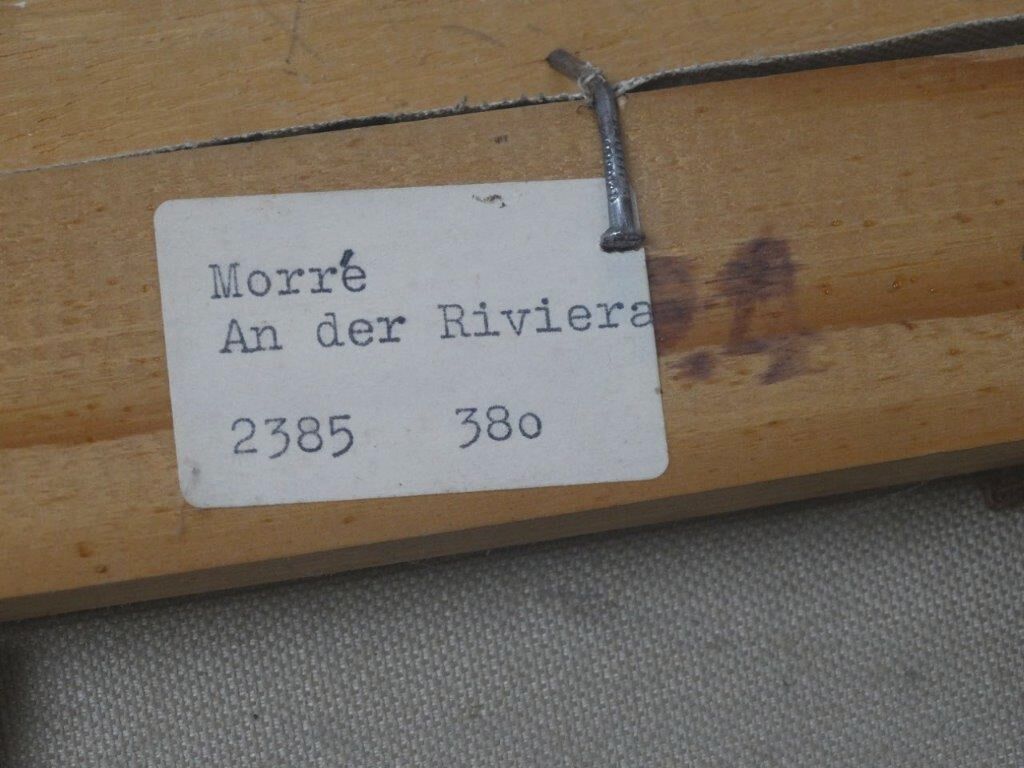 Morré
An der Riviera
2385 380